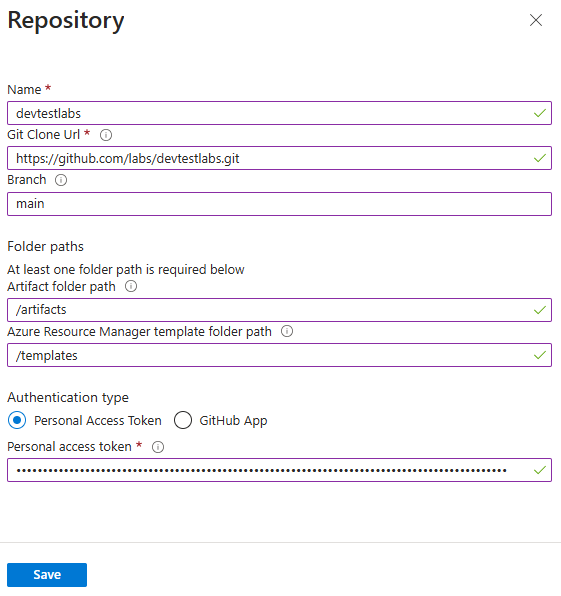 Repository
Name *
devtestlabs
Git Clone Url *
https://github.com/labs/devtestlabs.git
Branch
main
Folder paths
At least one folder path is required below
Artifact folder path
/artifacts
Azure Resource Manager template folder path
/templates
Authentication type
Personal Access Token GitHub App
Personal access token *
Save